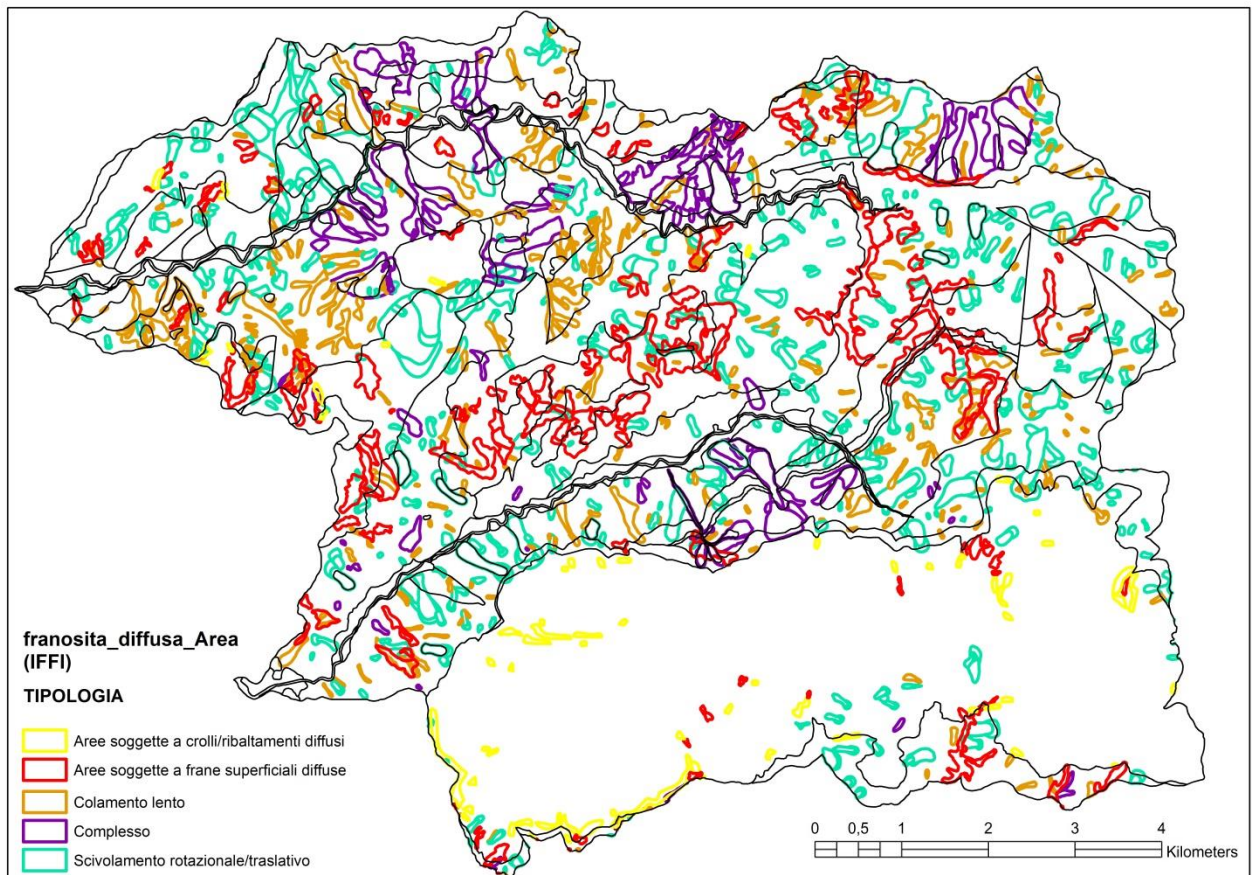 franosita_diffusa_Area
(IFFI)
TIPOLOGIA
Aree soggette a crolli/ribaltamenti diffusi
Aree soggette a frane superficiali diffuse
Colamento lento
Complesso
Scivolamento rotazionale/traslativo
0 0,5 1 2 3 4
Kilometers